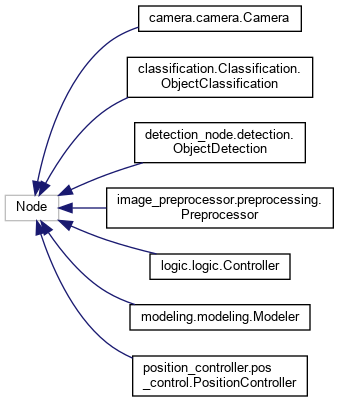 camera.camera.Camera
classification.Classification.
ObjectClassification
detection_node.detection.
ObjectDetection
Node
image_preprocessor.preprocessing.
Preprocessor
logic.logic.Controller
modeling.modeling.Modeler
position_controller.pos
_control.PositionController